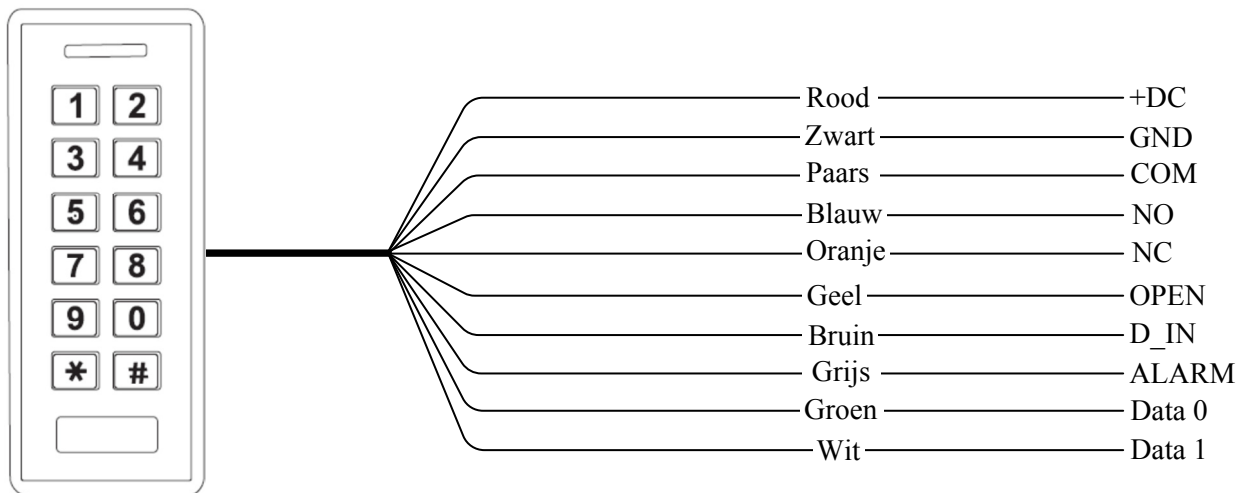 1 2
3 4
5 6
7 8
9 0
* #
Rood +DC
Zwart GND
Paars COM
Blauw NO
Oranje NC
Geel OPEN
Bruin D_IN
Grijs ALARM
Groen Data 0
Wit Data 1